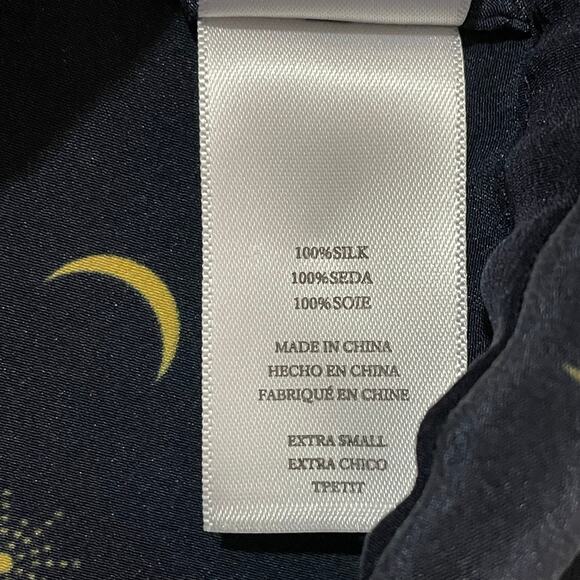 100%SILK
100%SEDA
100%SOIE
MADE IN CHINA
HECHO EN CHINA
FABRIQUÉ EN CHINE
EXTRA SMALL
EXTRA CHICO
TPETIT